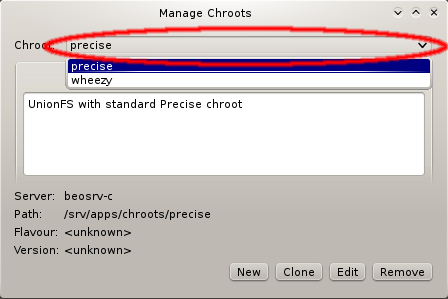 Manage Chroots
Chroot: precise
precise
wheezy
UnionFS with standard Precise chroot
Server: beosrv-c
Path: /srv/apps/chroots/precise
Flavour: <unknown>
Version: <unknown>
New Clone Edit Remove